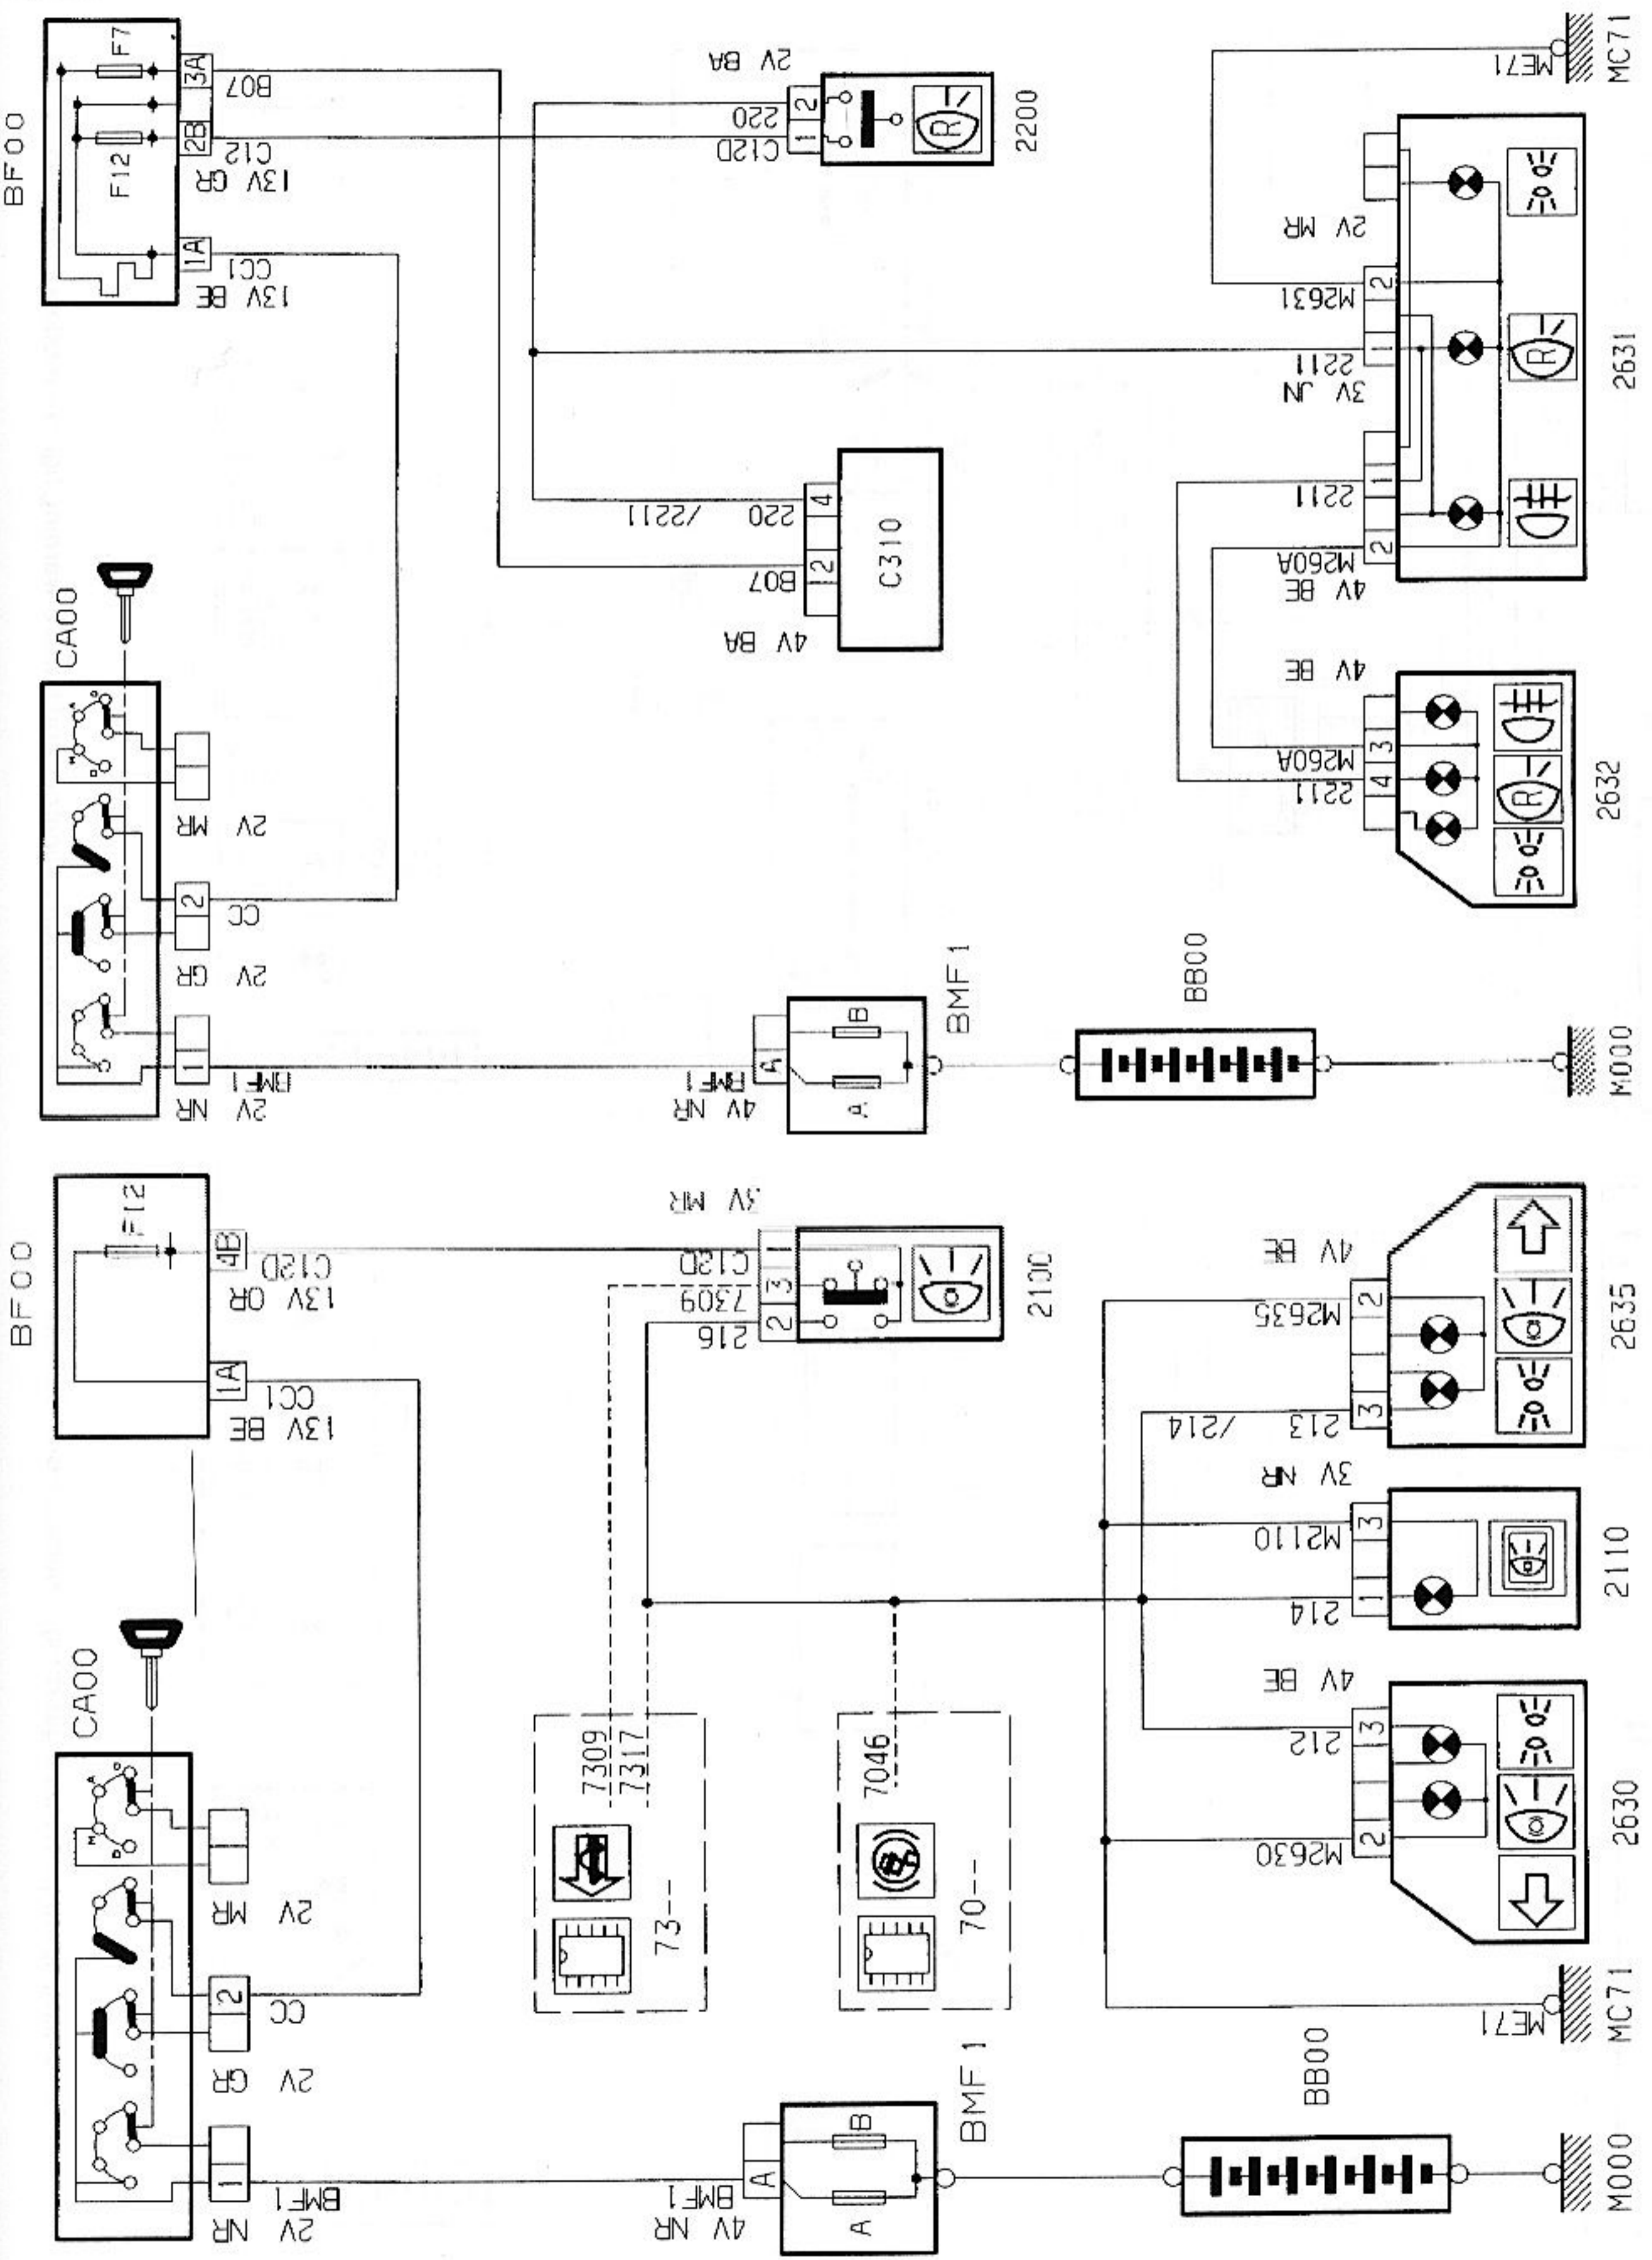 BF00
F7
F12
3A
B07
2B
C12
13V GR
1A
CC1
13V BE
CA00
A
M
D
2V MR
2
CC
2V GR
1
BMF1
2V NR
2V BA
2
220
1
C12D
R
2200
4
220 /2211
2
B07
4V BA
C310
A
BMF1
4V NR
A
B
BMF1
BB00
M000
ME71
MC71
2V MR
2
M2631
1
2211
3V JN
1
2211
2
M260A
4V BE
R
2631
4V BE
3
M260A
4
2211
R
2632
BF00
F12
4B
C12D
13V OR
1A
CC1
13V BE
CA00
A
M
D
2V MR
2
CC
2V GR
1
BMF1
2V NR
3V MR
1
C12D
3
7309
2
216
2100
7309
7317
73--
7046
70--
A
BMF1
4V NR
A
B
BMF1
BB00
M000
4V BE
2
M2635
3
213 /214
2635
3V NR
3
M2110
1
214
2110
4V BE
3
212
2
M2630
2630
ME71
MC71